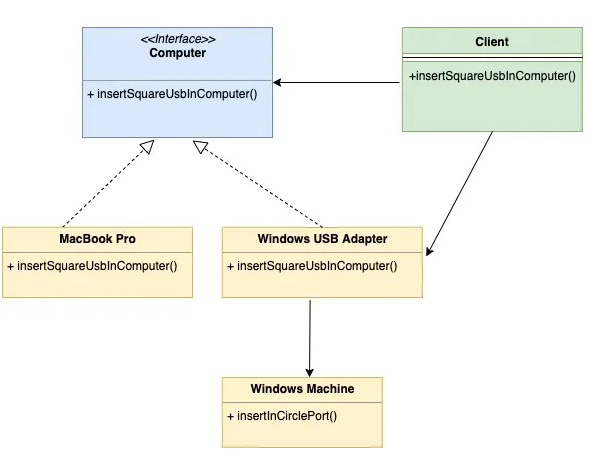 <<Interface>>
Computer
+ insertSquareUsbInComputer()
Client
+insertSquareUsbInComputer()
MacBook Pro
+ insertSquareUsbInComputer()
Windows USB Adapter
+ insertSquareUsbInComputer()
Windows Machine
+ insertInCirclePort()